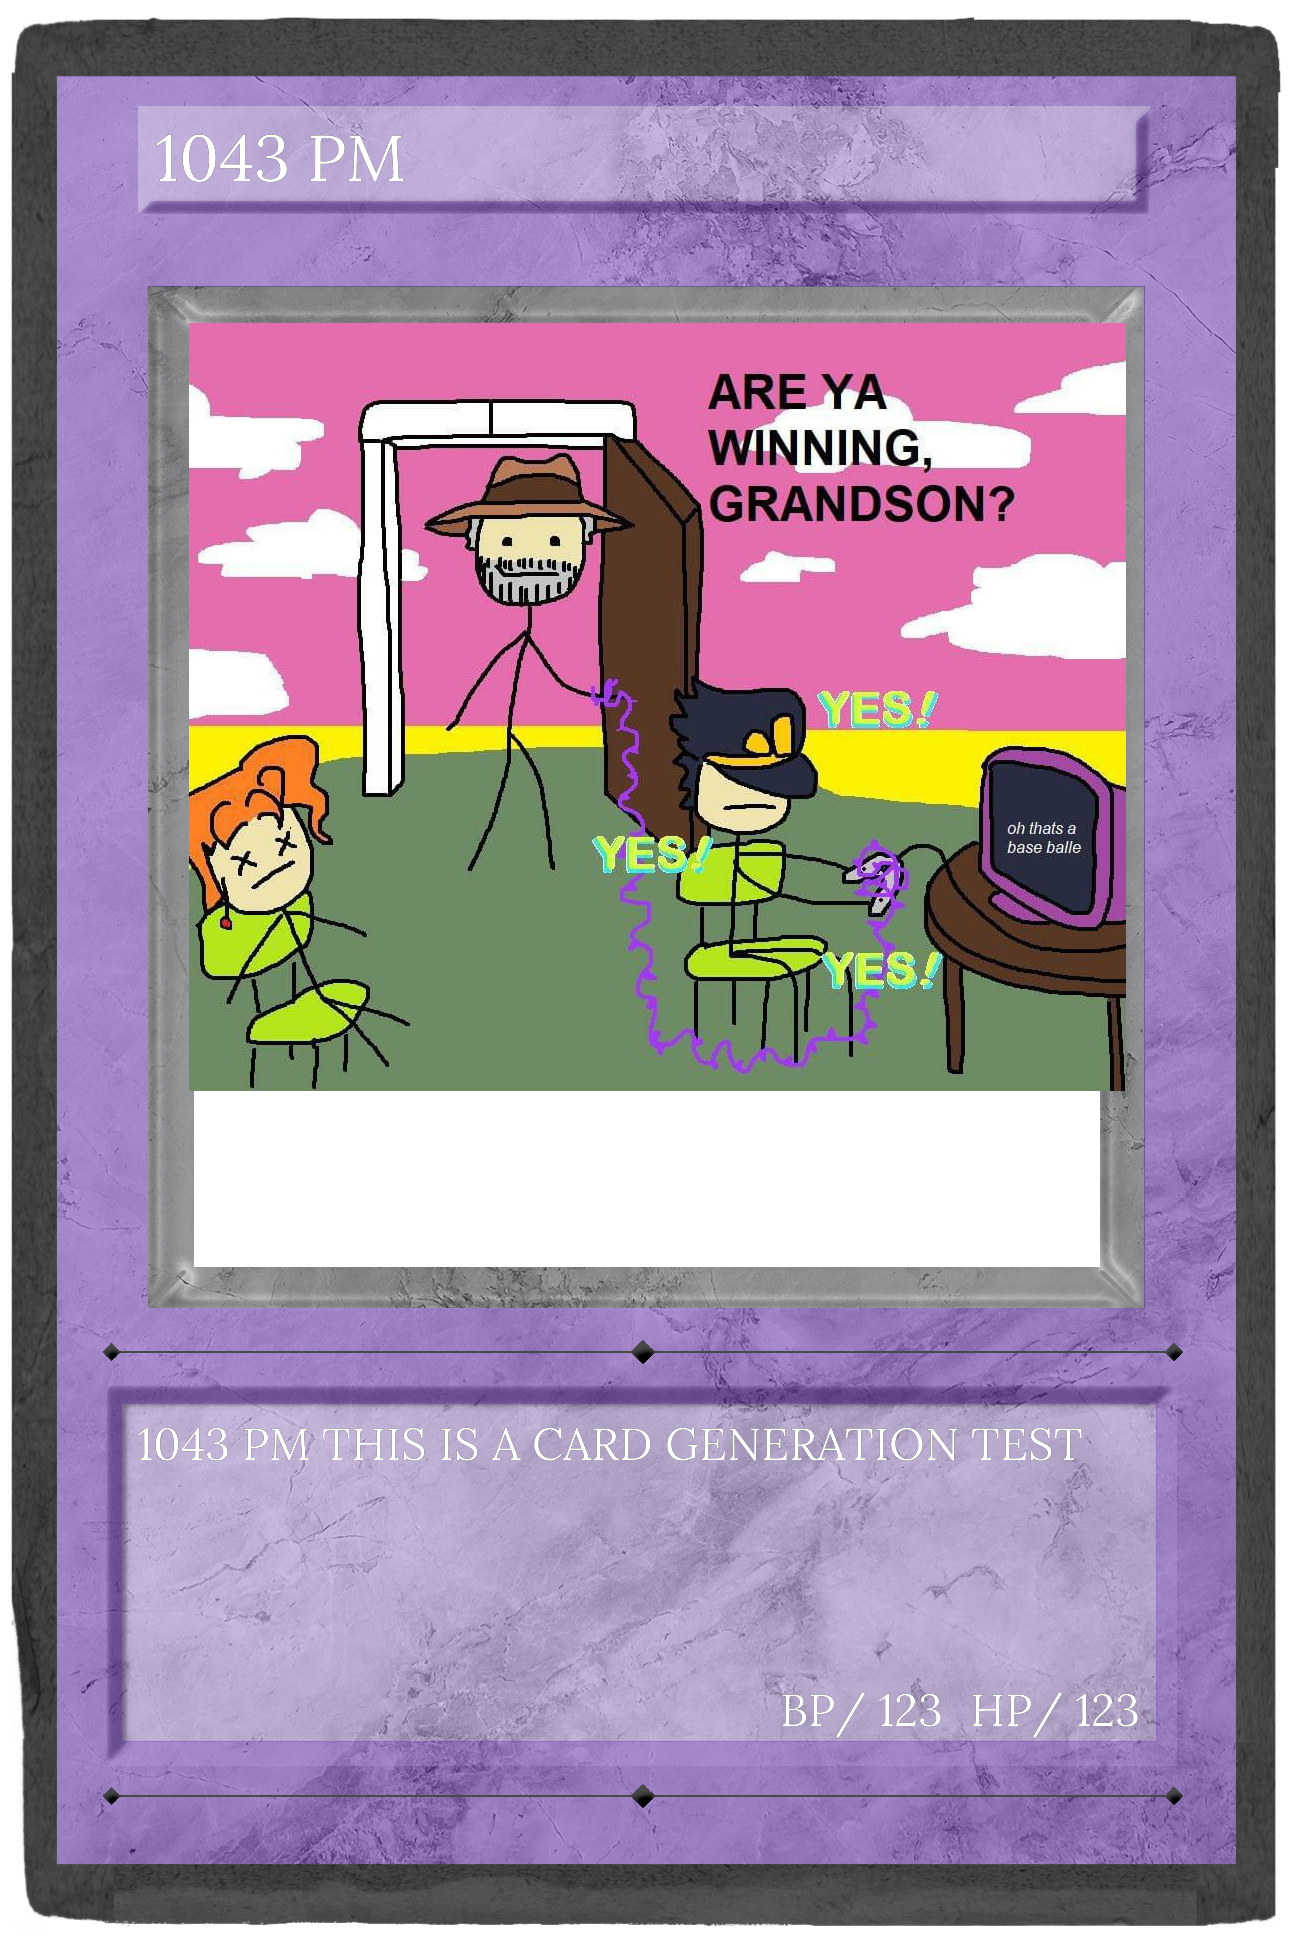 1043 PM
ARE YA
WINNING,
GRANDSON?
YES!
YES!
oh thats a
base balle
YES!
1043 PM THIS IS A CARD GENERATION TEST
BP/ 123 HP/ 123